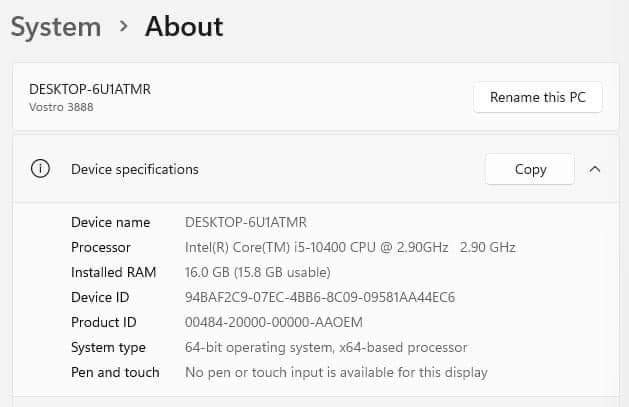 System > About
DESKTOP-6U1ATMR
Vostro 3888
Rename this PC
Device specifications
Copy
Device name DESKTOP-6U1ATMR
Processor Intel(R) Core(TM) i5-10400 CPU @ 2.90GHz 2.90 GHz
Installed RAM 16.0 GB (15.8 GB usable)
Device ID 94BAF2C9-07EC-4BB6-8C09-09581AA44EC6
Product ID 00484-20000-00000-AAOEM
System type 64-bit operating system, x64-based processor
Pen and touch No pen or touch input is available for this display